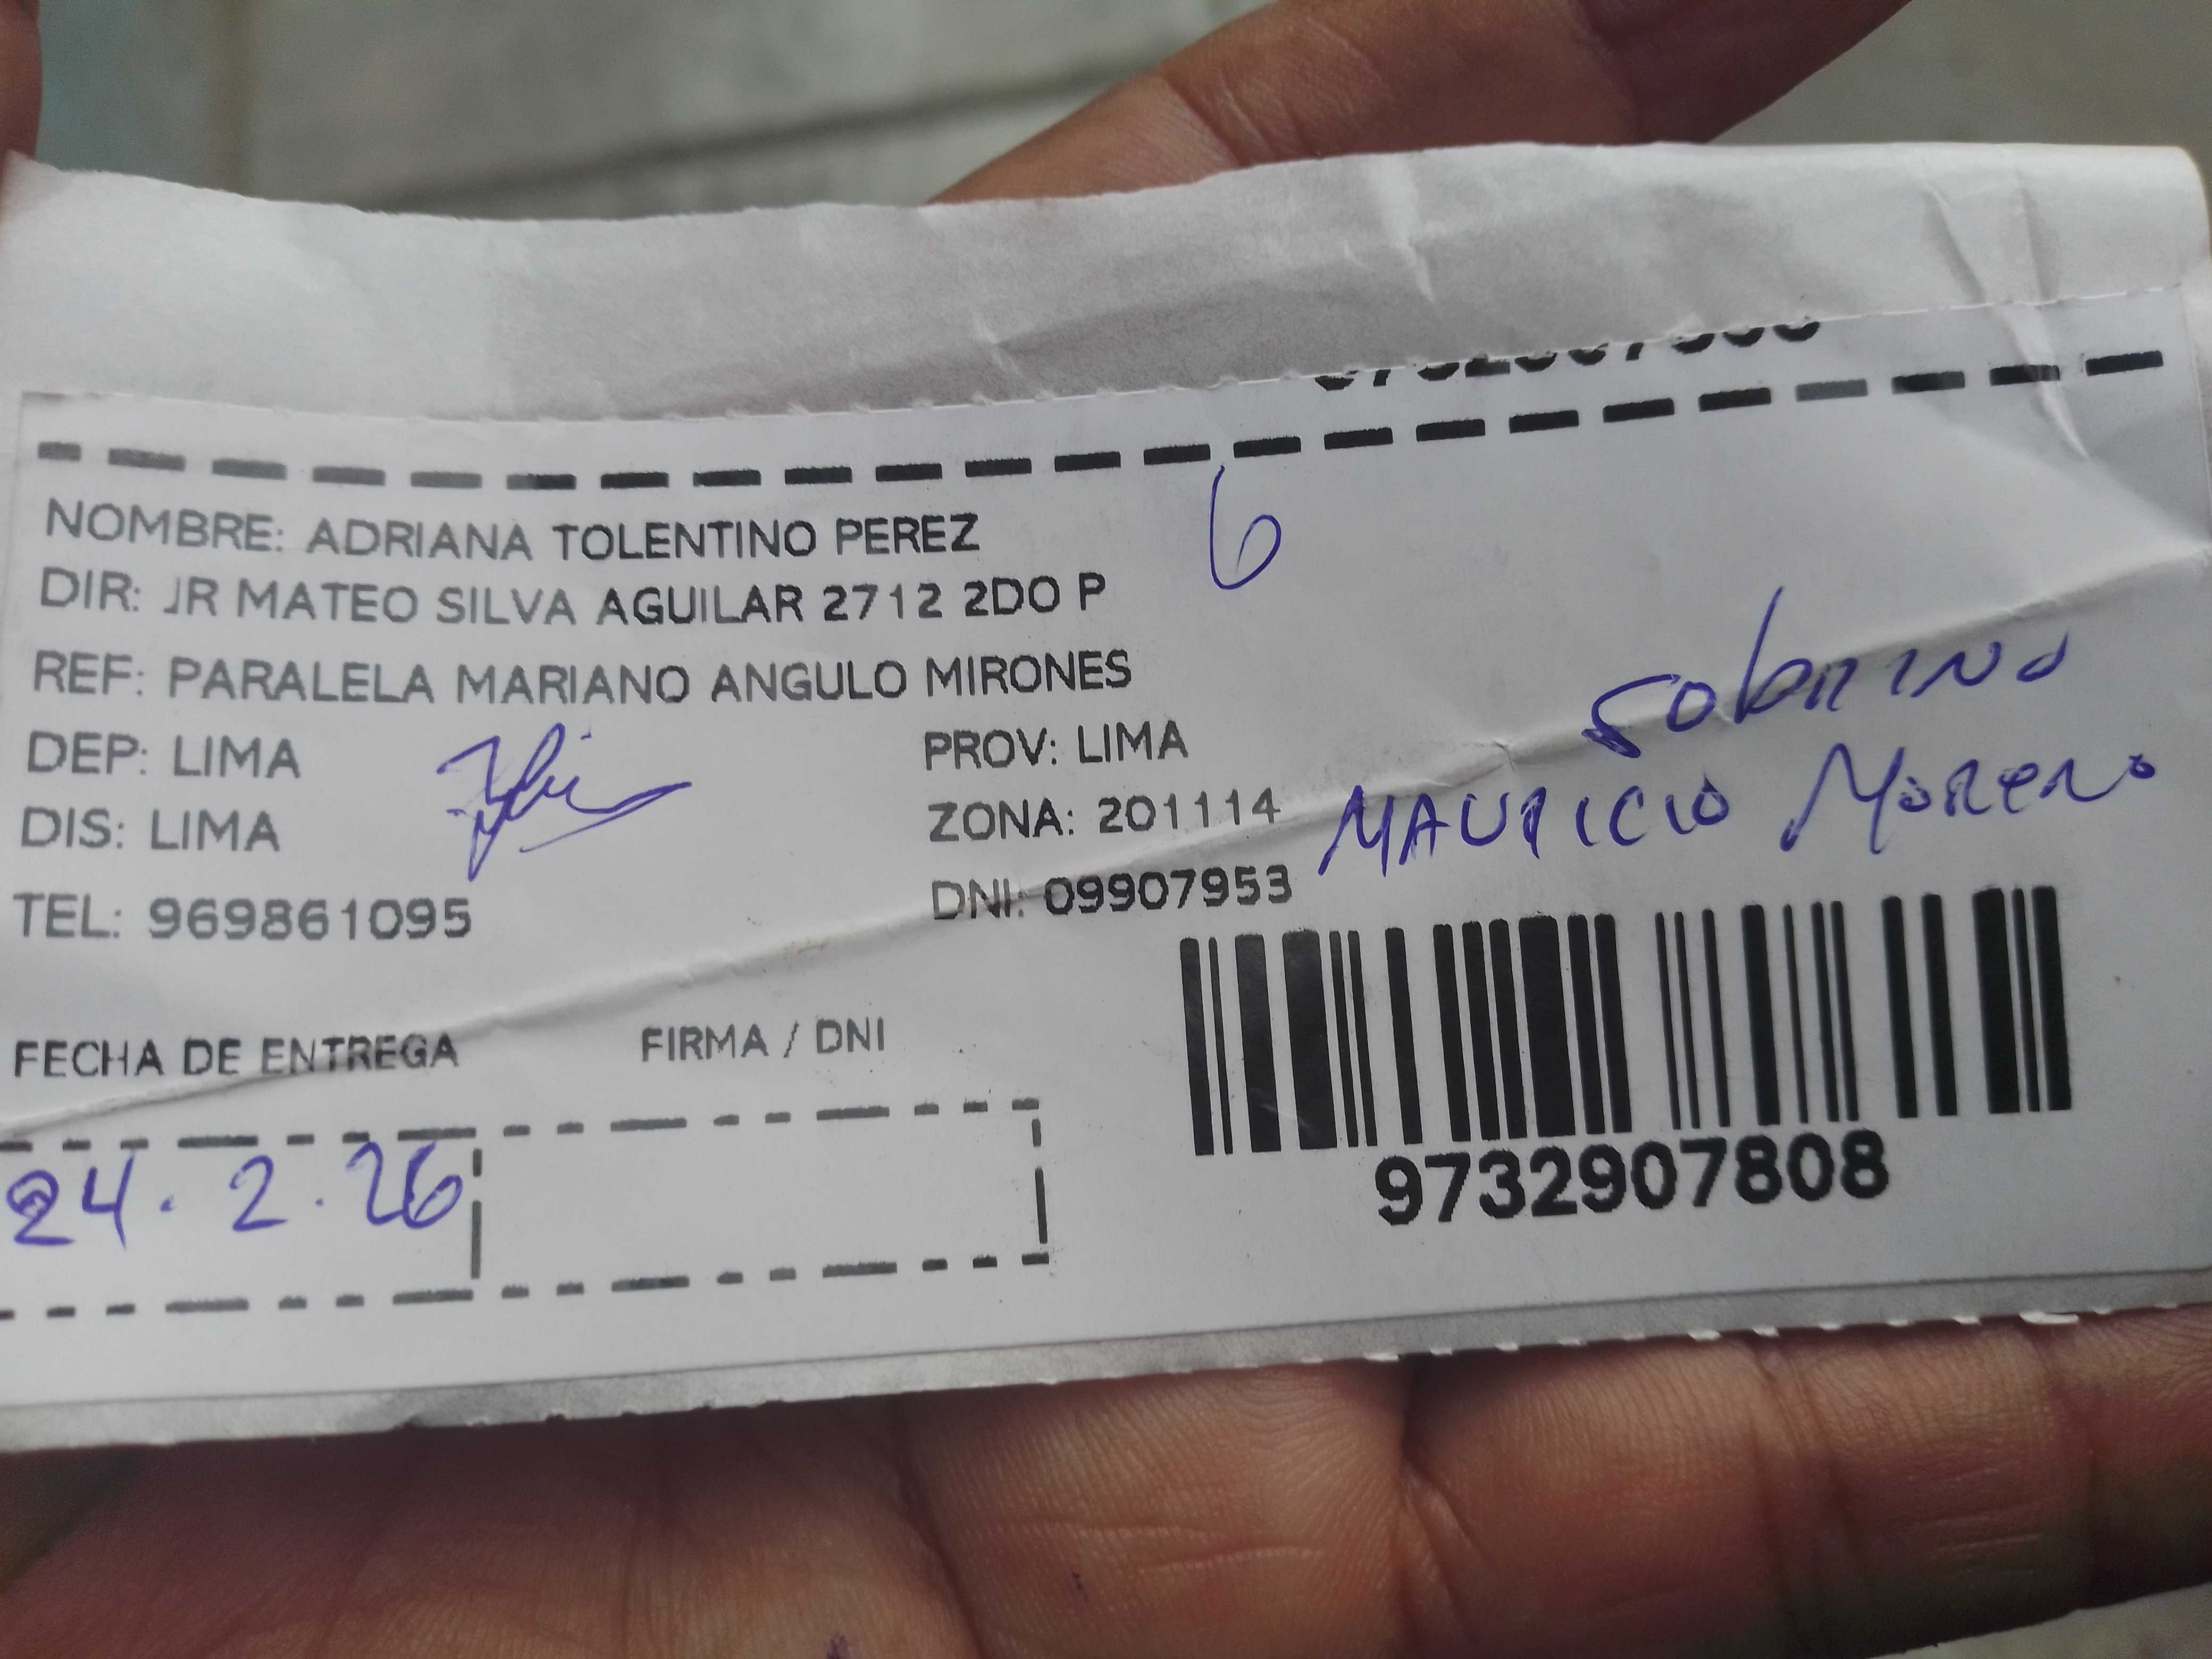 NOMBRE: ADRIANA TOLENTINO PEREZ
6
DIR: JR MATEO SILVA AGUILAR 2712 2DO P
REF: PARALELA MARIANO ANGULO MIRONES
sobrino
DEP: LIMA
PROV: LIMA
MAURICIO MORENO
DIS: LIMA
ZONA: 201114
TEL: 969861095
DNI: 09907953
FECHA DE ENTREGA
FIRMA / DNI
24.2.26
9732907808